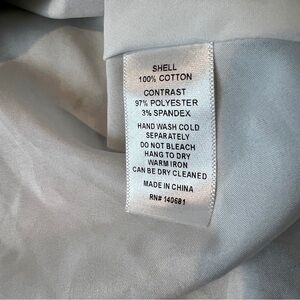 SHELL
100% COTTON
CONTRAST
97% POLYESTER
3% SPANDEX
HAND WASH COLD
SEPARATELY
DO NOT BLEACH
HANG TO DRY
WARM IRON
CAN BE DRY CLEANED
MADE IN CHINA
RN# 140681